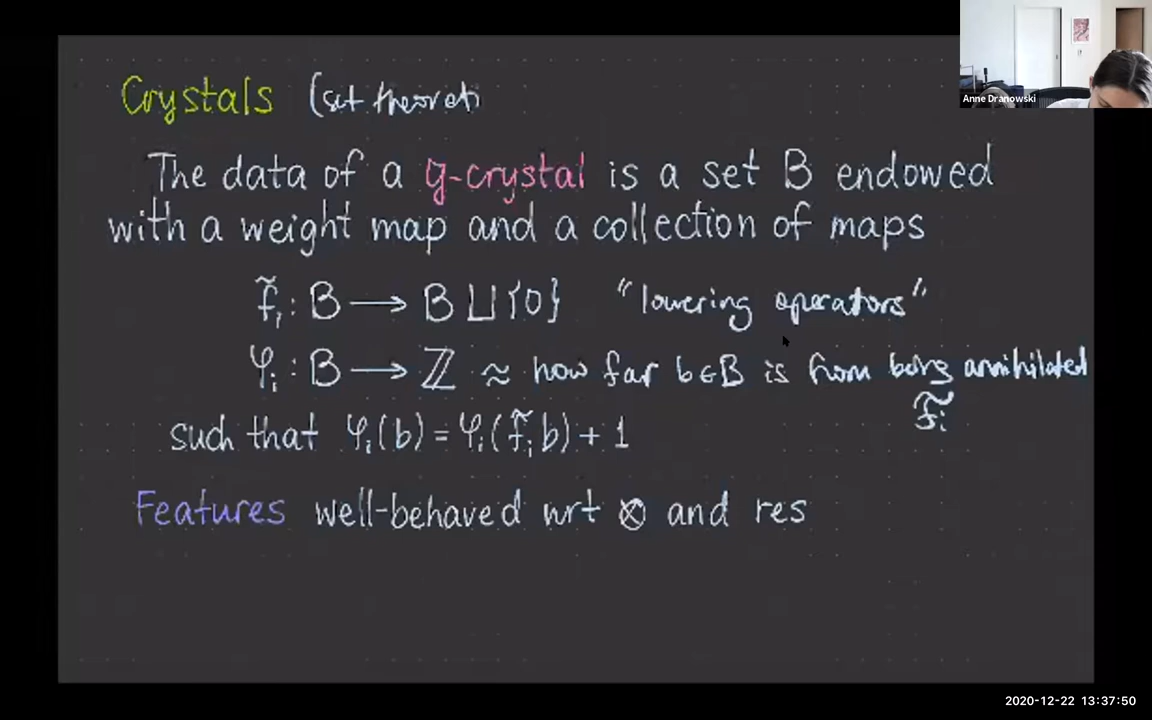 Crystals (set theoreti
Anne Dranowski
The data of a g-crystal is a set B endowed
with a weight map and a collection of maps
f̃ᵢ : B ⟶ B ⊔ {0} "lowering operators"
φᵢ : B ⟶ ℤ ≈ how far b∈B is from being annihilated
f̃ᵢ
such that φᵢ(b) = φᵢ(f̃ᵢ b) + 1
Features well-behaved wrt ⊗ and res
2020-12-22 13:37:50